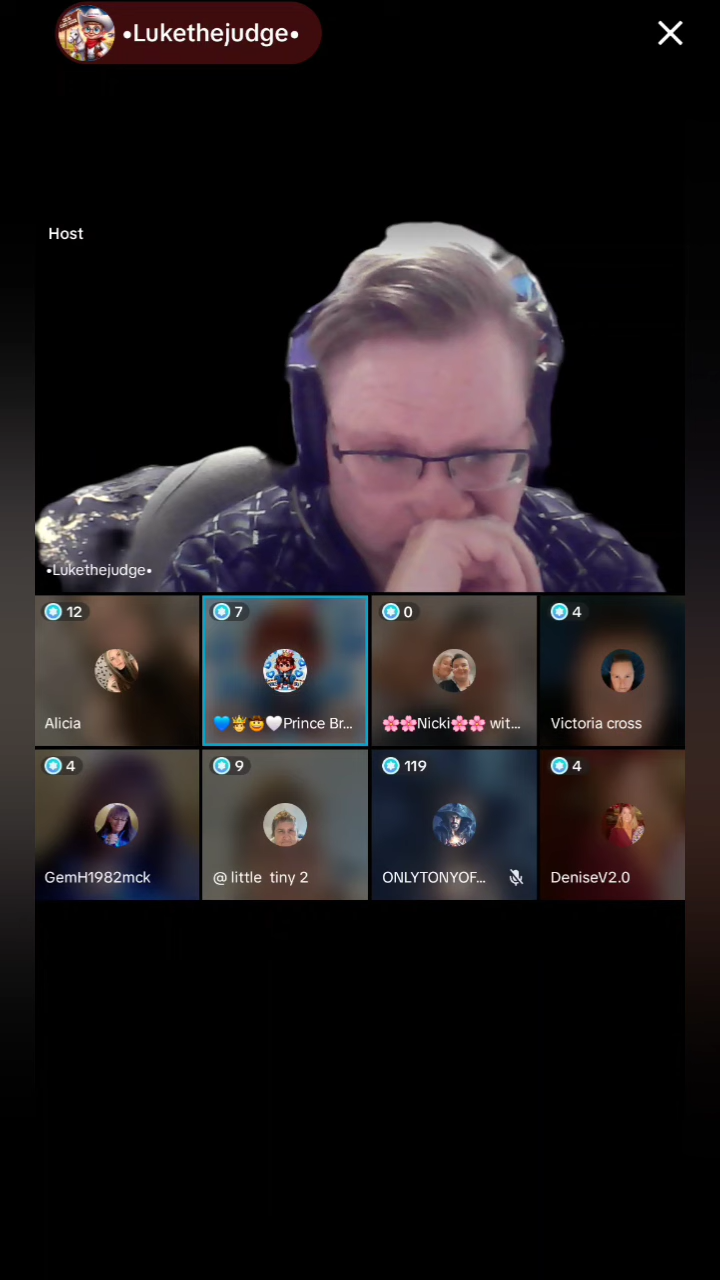 •Lukethejudge•
Host
•Lukethejudge•
12
7
0
4
Alicia
💙🤴🤠🤍Prince Br...
🌸🌸Nicki🌸🌸 wit...
Victoria cross
4
9
119
4
GemH1982mck
@ little tiny 2
ONLYTONYOF...
DeniseV2.0